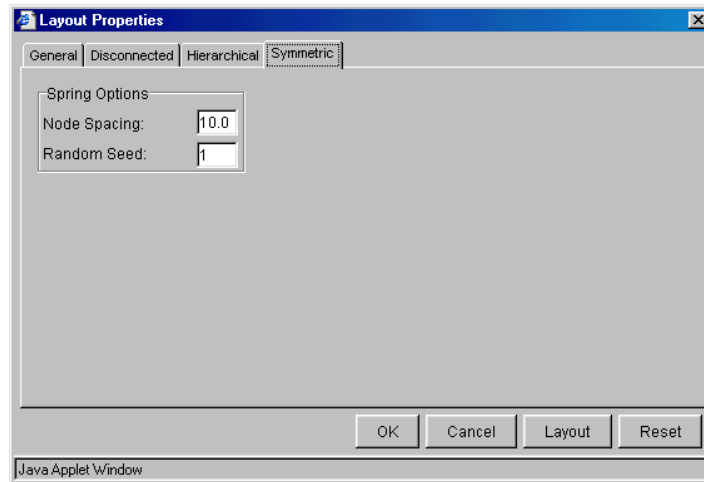 Layout Properties
General Disconnected Hierarchical Symmetric
Spring Options
Node Spacing: 10.0
Random Seed: 1
OK Cancel Layout Reset
Java Applet Window